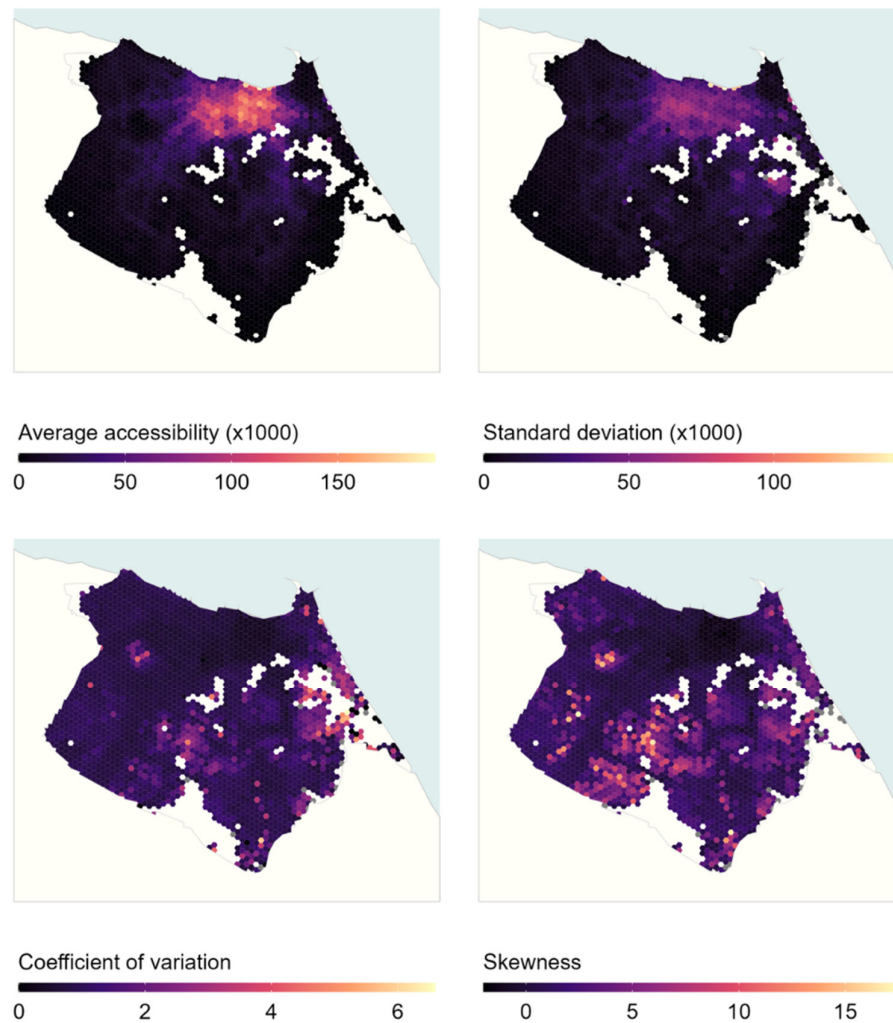 Average accessibility (x1000)
0 50 100 150
Standard deviation (x1000)
0 50 100
Coefficient of variation
0 2 4 6
Skewness
0 5 10 15